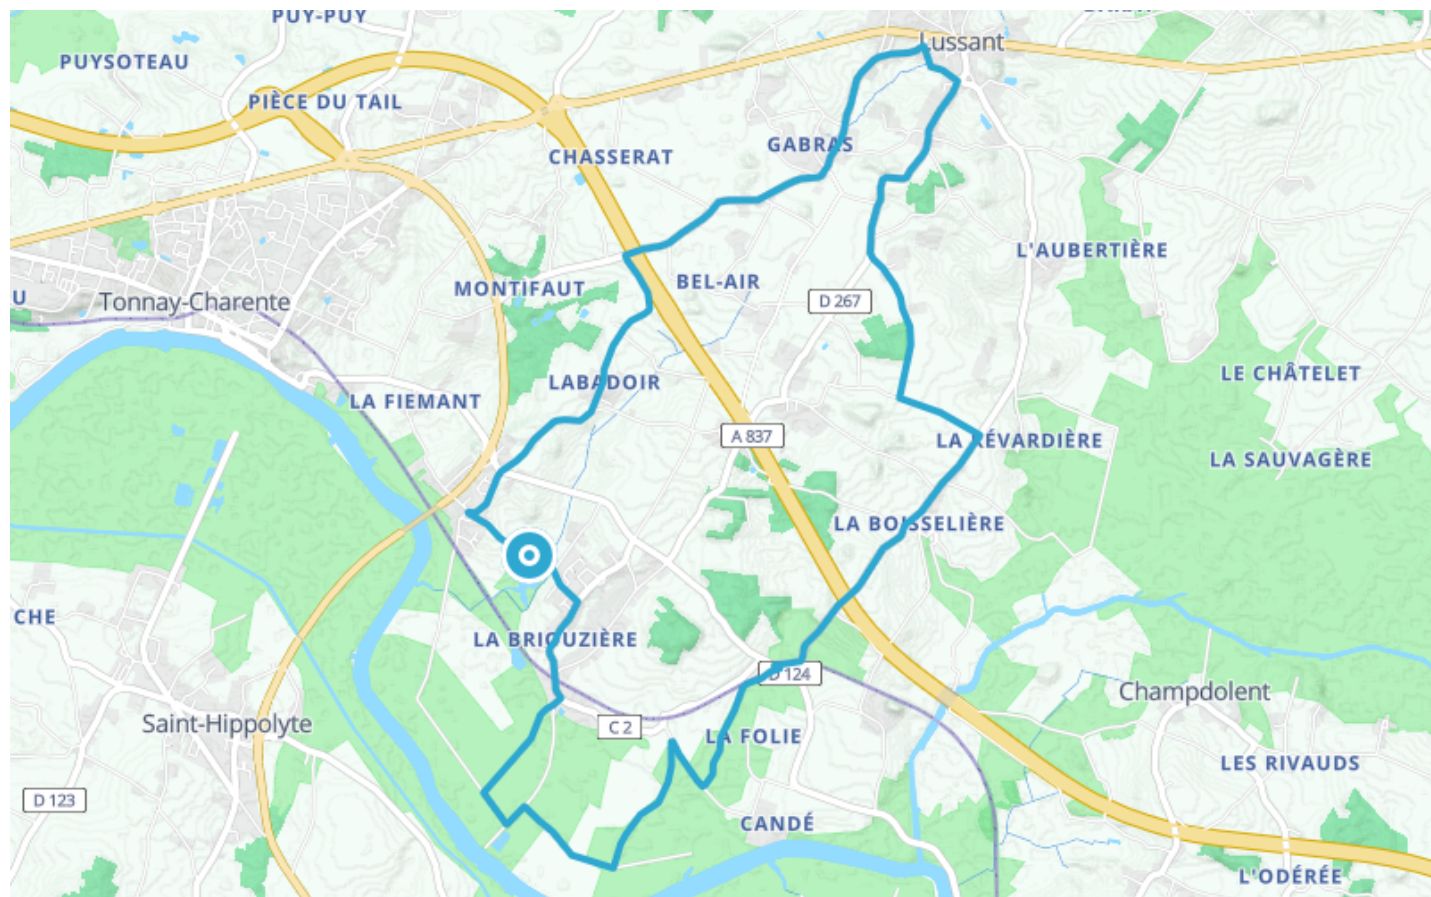 PUY-PUY
PUYSOTEAU
Lussant
PIÈCE DU TAIL
CHASSERAT
GABRAS
L'AUBERTIÈRE
MONTIFAUT
BEL-AIR
U
Tonnay-Charente
D 267
LE CHÂTELET
LA FIEMANT
LABADOIR
A 837
LA RÉVARDIÈRE
LA SAUVAGÈRE
LA BOISSELIÈRE
CHE
LA BRIOUZIÈRE
D 124
Champdolent
Saint-Hippolyte
C 2
LA FOLIE
LES RIVAUDS
D 123
CANDÉ
L'ODÉRÉE